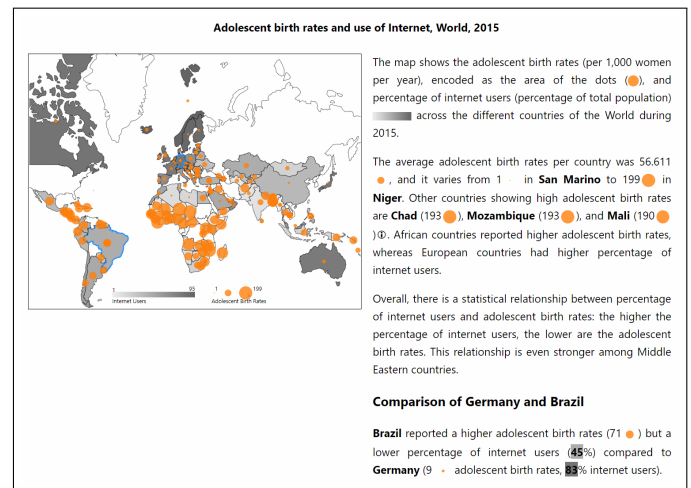 Adolescent birth rates and use of Internet, World, 2015
1 95
Internet Users
1 199
Adolescent Birth Rates
The map shows the adolescent birth rates (per 1,000 women
per year), encoded as the area of the dots ( ), and
percentage of internet users (percentage of total population)
across the different countries of the World during
2015.
The average adolescent birth rates per country was 56.611
, and it varies from 1 in San Marino to 199 in
Niger. Other countries showing high adolescent birth rates
are Chad (193 ), Mozambique (193 ), and Mali (190
)🛈. African countries reported higher adolescent birth rates,
whereas European countries had higher percentage of
internet users.
Overall, there is a statistical relationship between percentage
of internet users and adolescent birth rates: the higher the
percentage of internet users, the lower are the adolescent
birth rates. This relationship is even stronger among Middle
Eastern countries.
Comparison of Germany and Brazil
Brazil reported a higher adolescent birth rates (71 ) but a
lower percentage of internet users (45%) compared to
Germany (9 adolescent birth rates, 83% internet users).